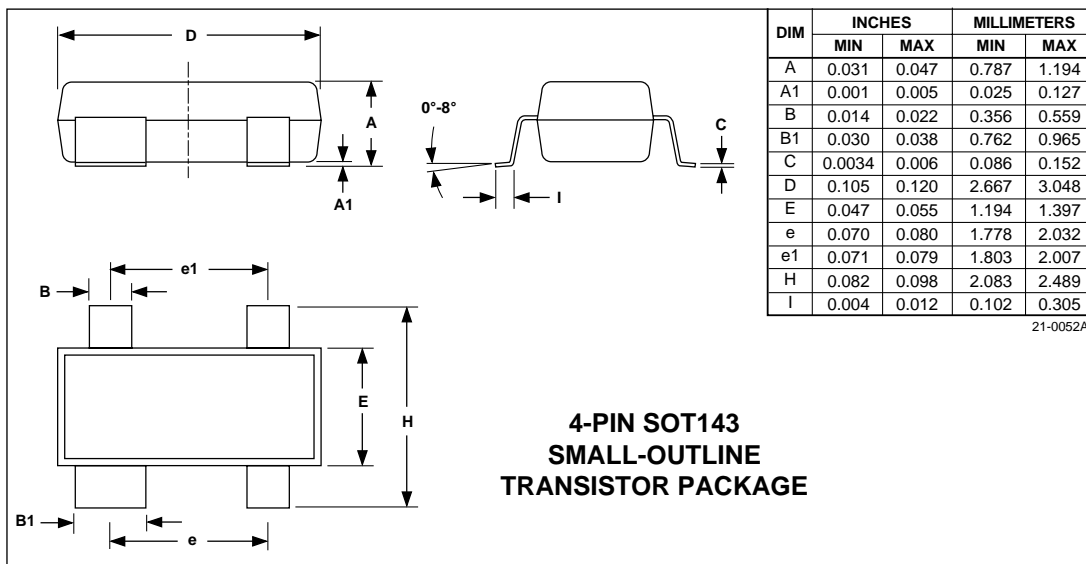 D
A
A1
0°-8°
C
I
e1
B
E
H
B1
e
4-PIN SOT143
SMALL-OUTLINE
TRANSISTOR PACKAGE
DIM INCHES MILLIMETERS
MIN MAX MIN MAX
A 0.031 0.047 0.787 1.194
A1 0.001 0.005 0.025 0.127
B 0.014 0.022 0.356 0.559
B1 0.030 0.038 0.762 0.965
C 0.0034 0.006 0.086 0.152
D 0.105 0.120 2.667 3.048
E 0.047 0.055 1.194 1.397
e 0.070 0.080 1.778 2.032
e1 0.071 0.079 1.803 2.007
H 0.082 0.098 2.083 2.489
I 0.004 0.012 0.102 0.305
21-0052A